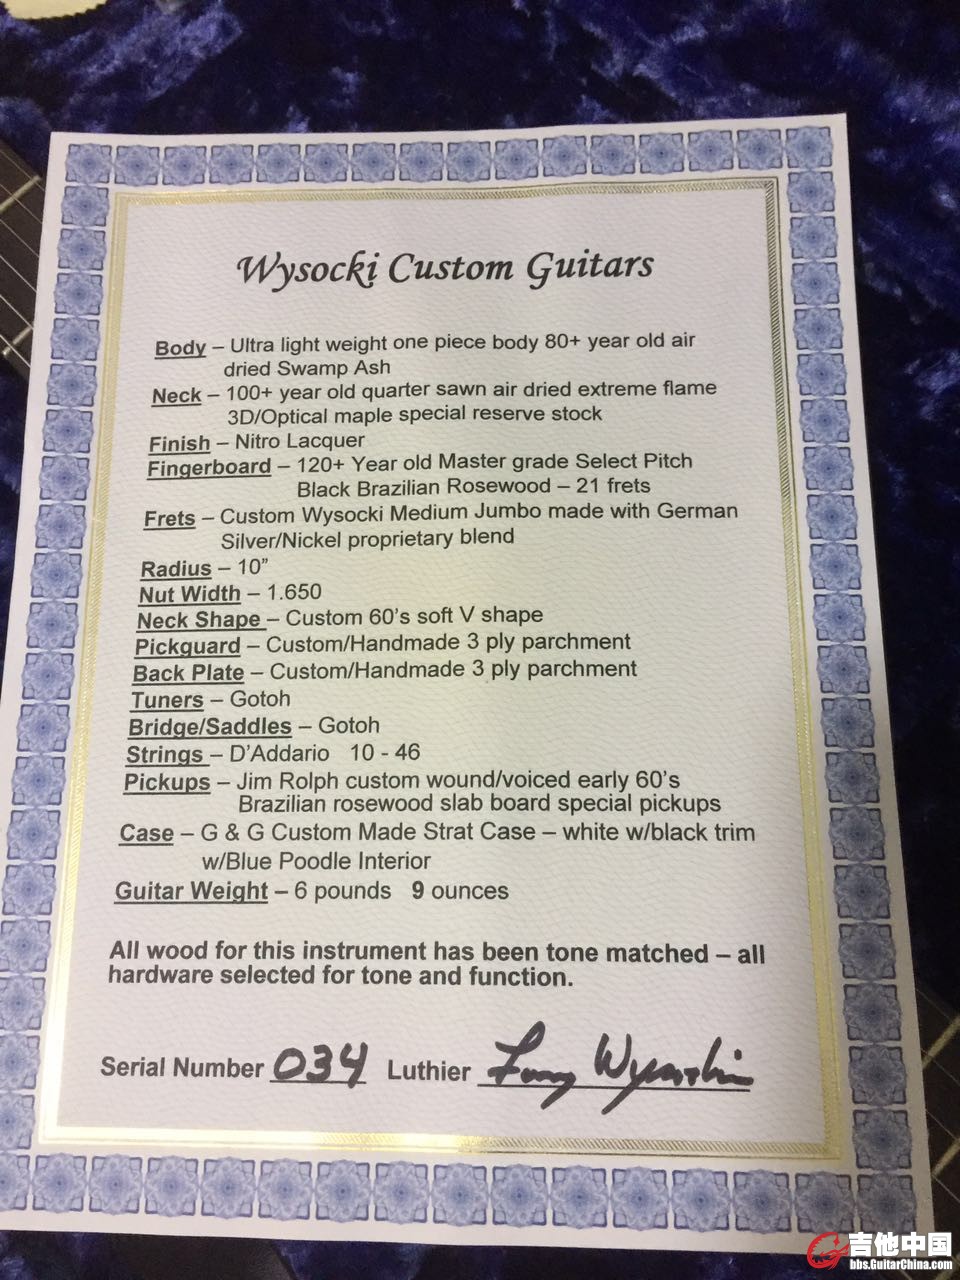 Wysocki Custom Guitars
Body – Ultra light weight one piece body 80+ year old air
dried Swamp Ash
Neck – 100+ year old quarter sawn air dried extreme flame
3D/Optical maple special reserve stock
Finish – Nitro Lacquer
Fingerboard – 120+ Year old Master grade Select Pitch
Black Brazilian Rosewood – 21 frets
Frets – Custom Wysocki Medium Jumbo made with German
Silver/Nickel proprietary blend
Radius – 10”
Nut Width – 1.650
Neck Shape – Custom 60’s soft V shape
Pickguard – Custom/Handmade 3 ply parchment
Back Plate – Custom/Handmade 3 ply parchment
Tuners – Gotoh
Bridge/Saddles – Gotoh
Strings – D’Addario 10 - 46
Pickups – Jim Rolph custom wound/voiced early 60’s
Brazilian rosewood slab board special pickups
Case – G & G Custom Made Strat Case – white w/black trim
w/Blue Poodle Interior
Guitar Weight – 6 pounds 9 ounces
All wood for this instrument has been tone matched – all
hardware selected for tone and function.
Serial Number 034 Luthier Wysocki
吉他中国
bbs.GuitarChina.com